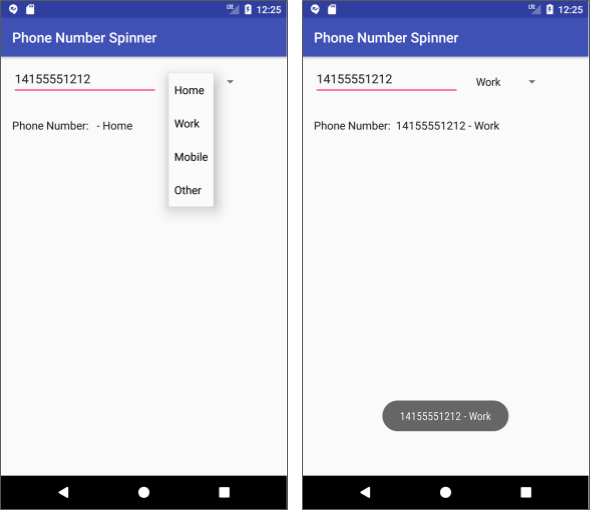 LTE 12:25
Phone Number Spinner
14155551212
Home
Work
Mobile
Other
Phone Number: - Home
LTE 12:25
Phone Number Spinner
14155551212 Work
Phone Number: 14155551212 - Work
14155551212 - Work